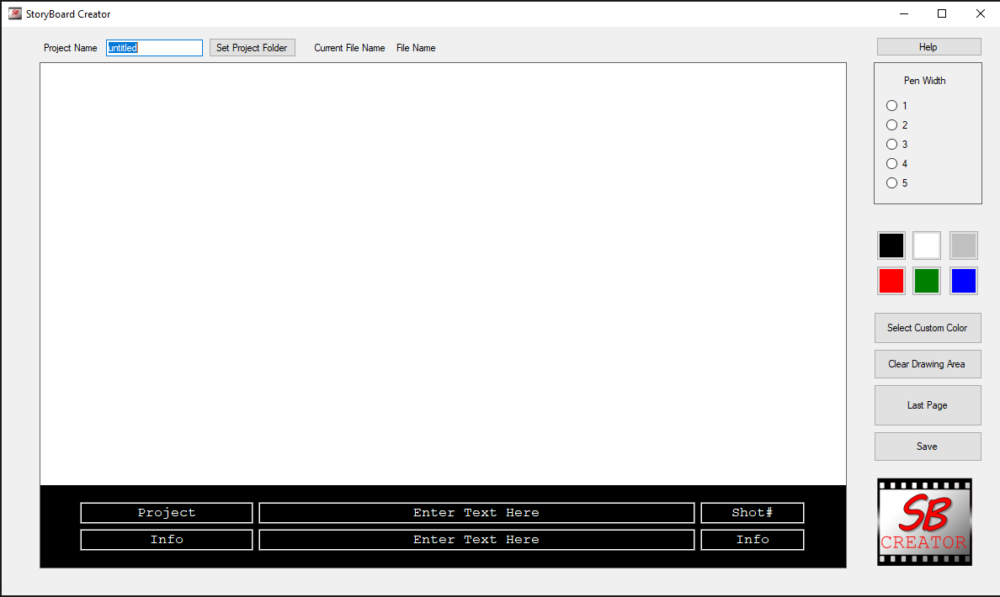 SB StoryBoard Creator
Project Name untitled Set Project Folder Current File Name File Name Help
Pen Width
1
2
3
4
5
Select Custom Color
Clear Drawing Area
Last Page
Save
Project Enter Text Here Shot#
Info Enter Text Here Info
SB
CREATOR